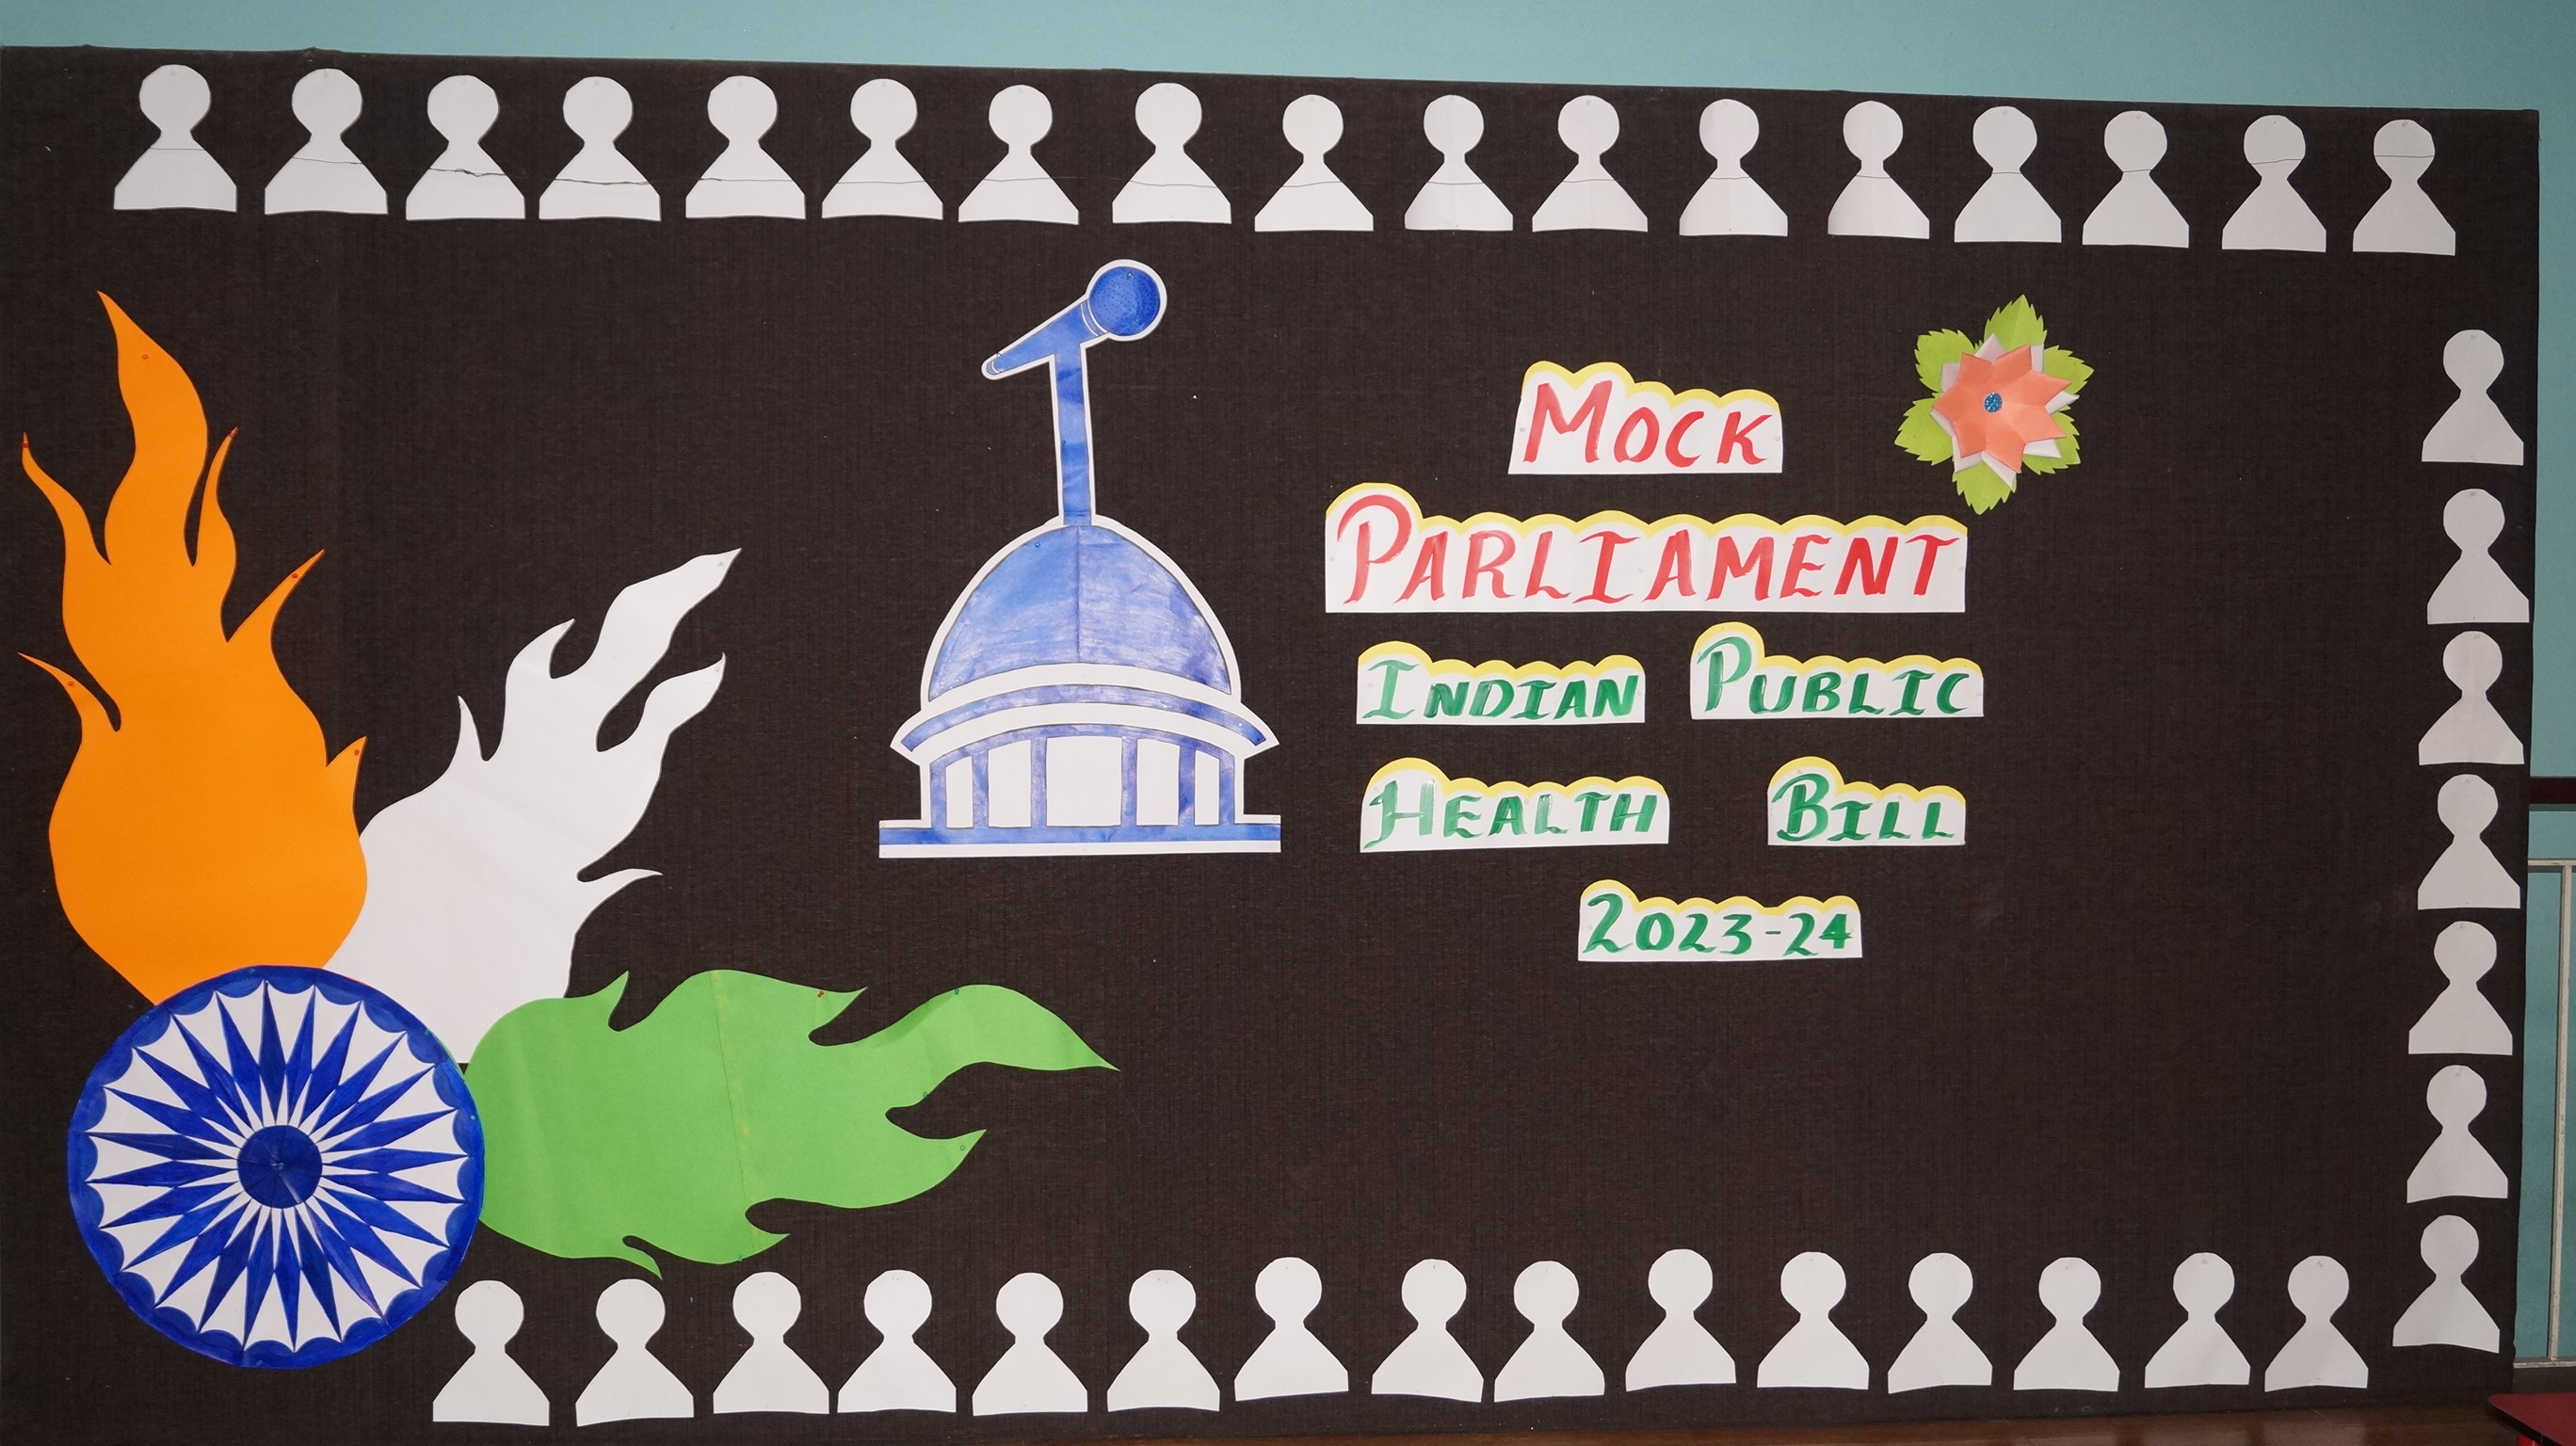 MOCK
PARLIAMENT
INDIAN PUBLIC
HEALTH BILL
2023-24